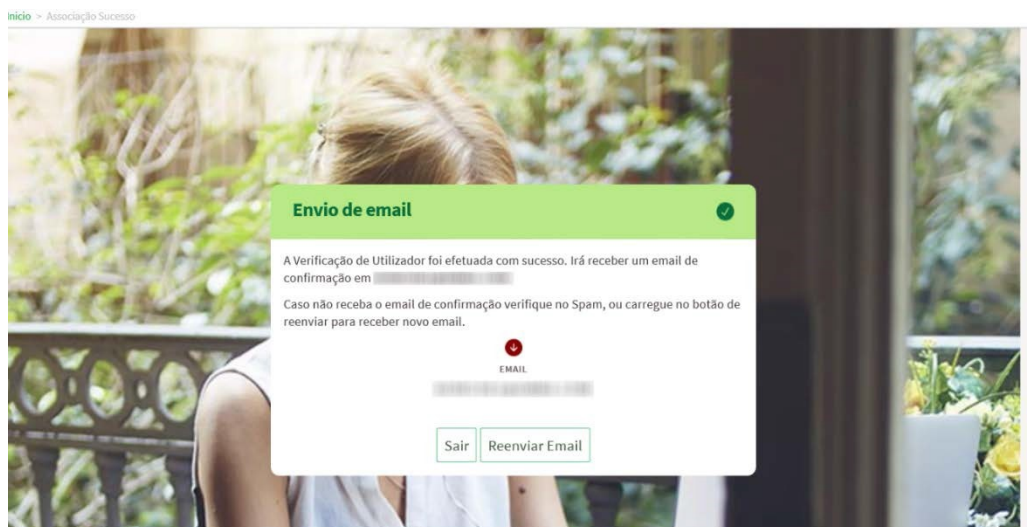 Início > Associação Sucesso
Envio de email
A Verificação de Utilizador foi efetuada com sucesso. Irá receber um email de
confirmação em
Caso não receba o email de confirmação verifique no Spam, ou carregue no botão de
reenviar para receber novo email.
EMAIL
Sair
Reenviar Email